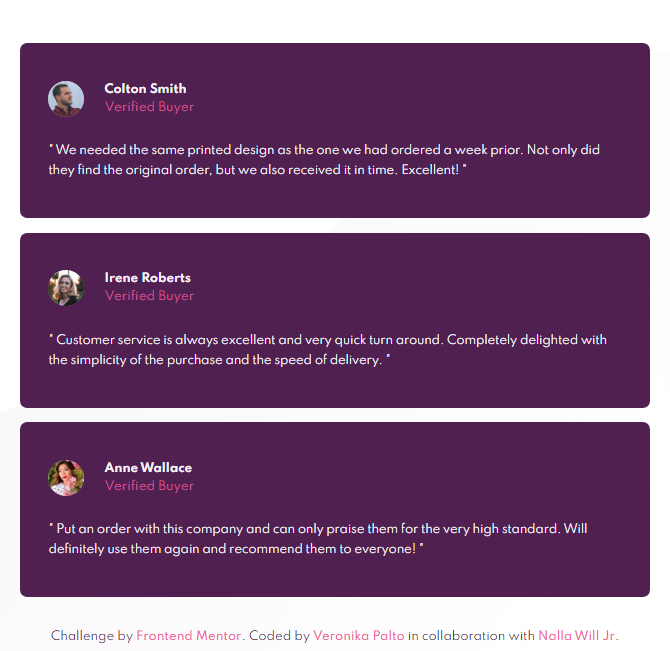 Colton Smith
Verified Buyer
" We needed the same printed design as the one we had ordered a week prior. Not only did
they find the original order, but we also received it in time. Excellent! "
Irene Roberts
Verified Buyer
" Customer service is always excellent and very quick turn around. Completely delighted with
the simplicity of the purchase and the speed of delivery. "
Anne Wallace
Verified Buyer
" Put an order with this company and can only praise them for the very high standard. Will
definitely use them again and recommend them to everyone! "
Challenge by Frontend Mentor. Coded by Veronika Palto in collaboration with Nalla Will Jr.